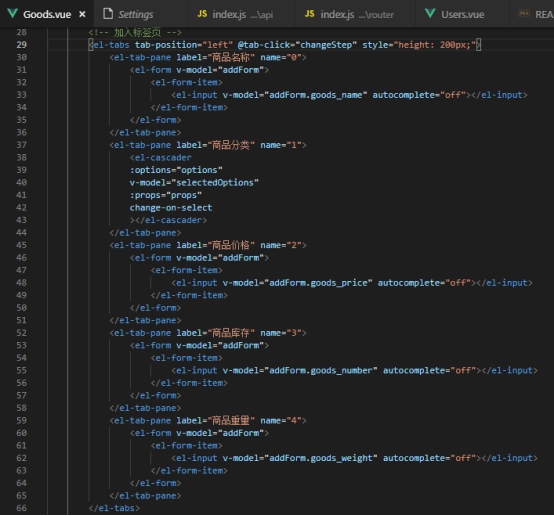 Goods.vue × Settings JS index.js ...\api JS index.js ...\router Users.vue REA
28 <!-- 加入标签页 -->
29 <el-tabs tab-position="left" @tab-click="changeStep" style="height: 200px;">
30 <el-tab-pane label="商品名称" name="0">
31 <el-form v-model="addForm">
32 <el-form-item>
33 <el-input v-model="addForm.goods_name" autocomplete="off"></el-input>
34 </el-form-item>
35 </el-form>
36 </el-tab-pane>
37 <el-tab-pane label="商品分类" name="1">
38 <el-cascader
39 :options="options"
40 v-model="selectedOptions"
41 :props="props"
42 change-on-select
43 ></el-cascader>
44 </el-tab-pane>
45 <el-tab-pane label="商品价格" name="2">
46 <el-form v-model="addForm">
47 <el-form-item>
48 <el-input v-model="addForm.goods_price" autocomplete="off"></el-input>
49 </el-form-item>
50 </el-form>
51 </el-tab-pane>
52 <el-tab-pane label="商品库存" name="3">
53 <el-form v-model="addForm">
54 <el-form-item>
55 <el-input v-model="addForm.goods_number" autocomplete="off"></el-input>
56 </el-form-item>
57 </el-form>
58 </el-tab-pane>
59 <el-tab-pane label="商品重量" name="4">
60 <el-form v-model="addForm">
61 <el-form-item>
62 <el-input v-model="addForm.goods_weight" autocomplete="off"></el-input>
63 </el-form-item>
64 </el-form>
65 </el-tab-pane>
66 </el-tabs>